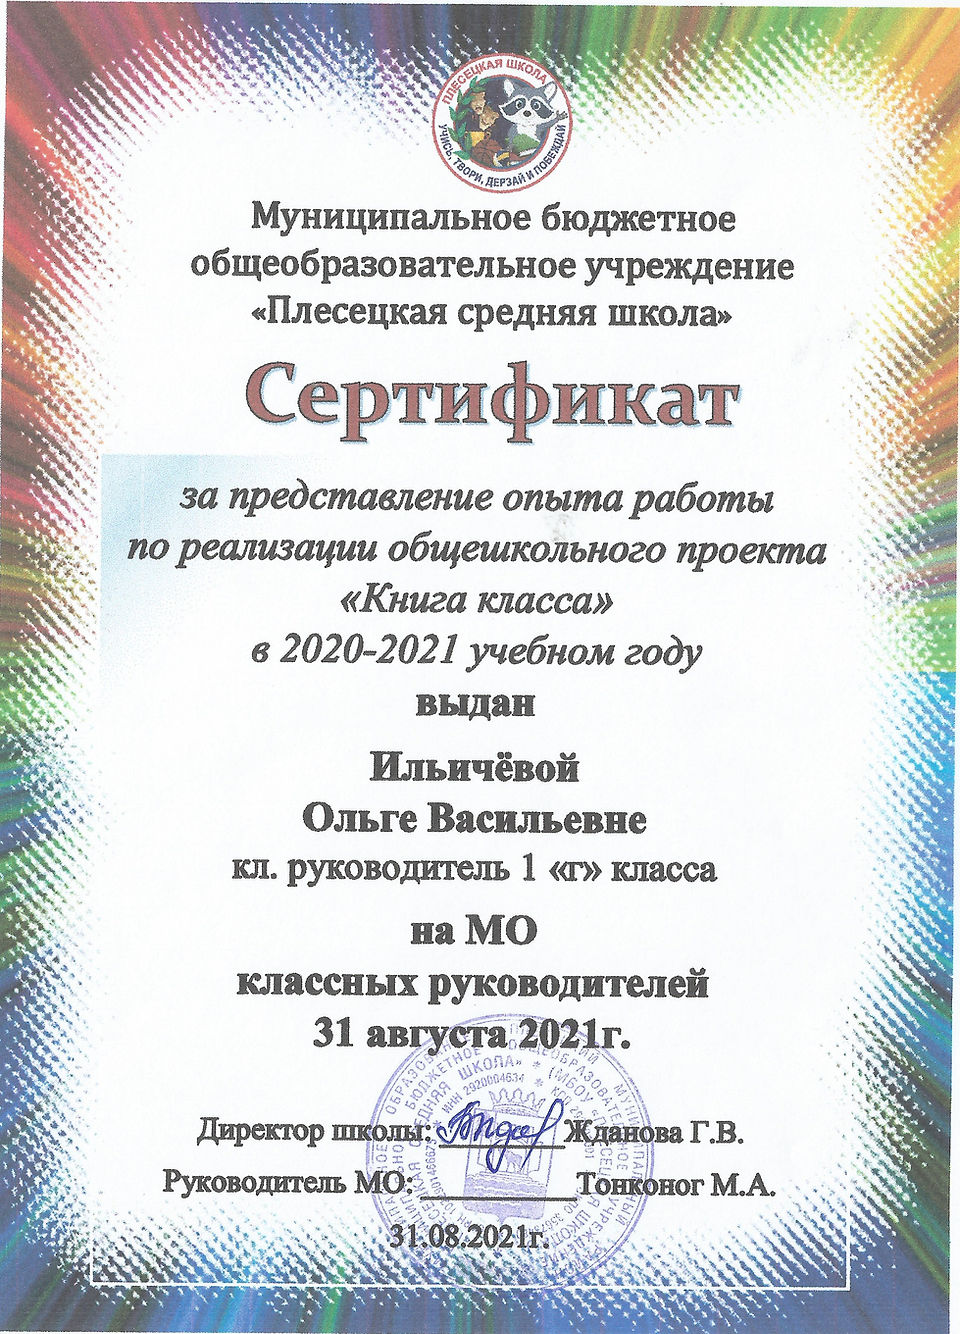 ПЛЕСЕЦКАЯ ШКОЛА
УЧИСЬ, ТВОРИ, ДЕРЗАЙ И ПОБЕЖДАЙ
Муниципальное бюджетное
общеобразовательное учреждение
«Плесецкая средняя школа»
Сертификат
за представление опыта работы
по реализации общешкольного проекта
«Книга класса»
в 2020-2021 учебном году
выдан
Ильичёвой
Ольге Васильевне
кл. руководитель 1 «г» класса
на МО
классных руководителей
31 августа 2021г.
Директор школы: Жданова Г.В.
Руководитель МО: Тонконог М.А.
31.08.2021г.
ИНН 2920004634